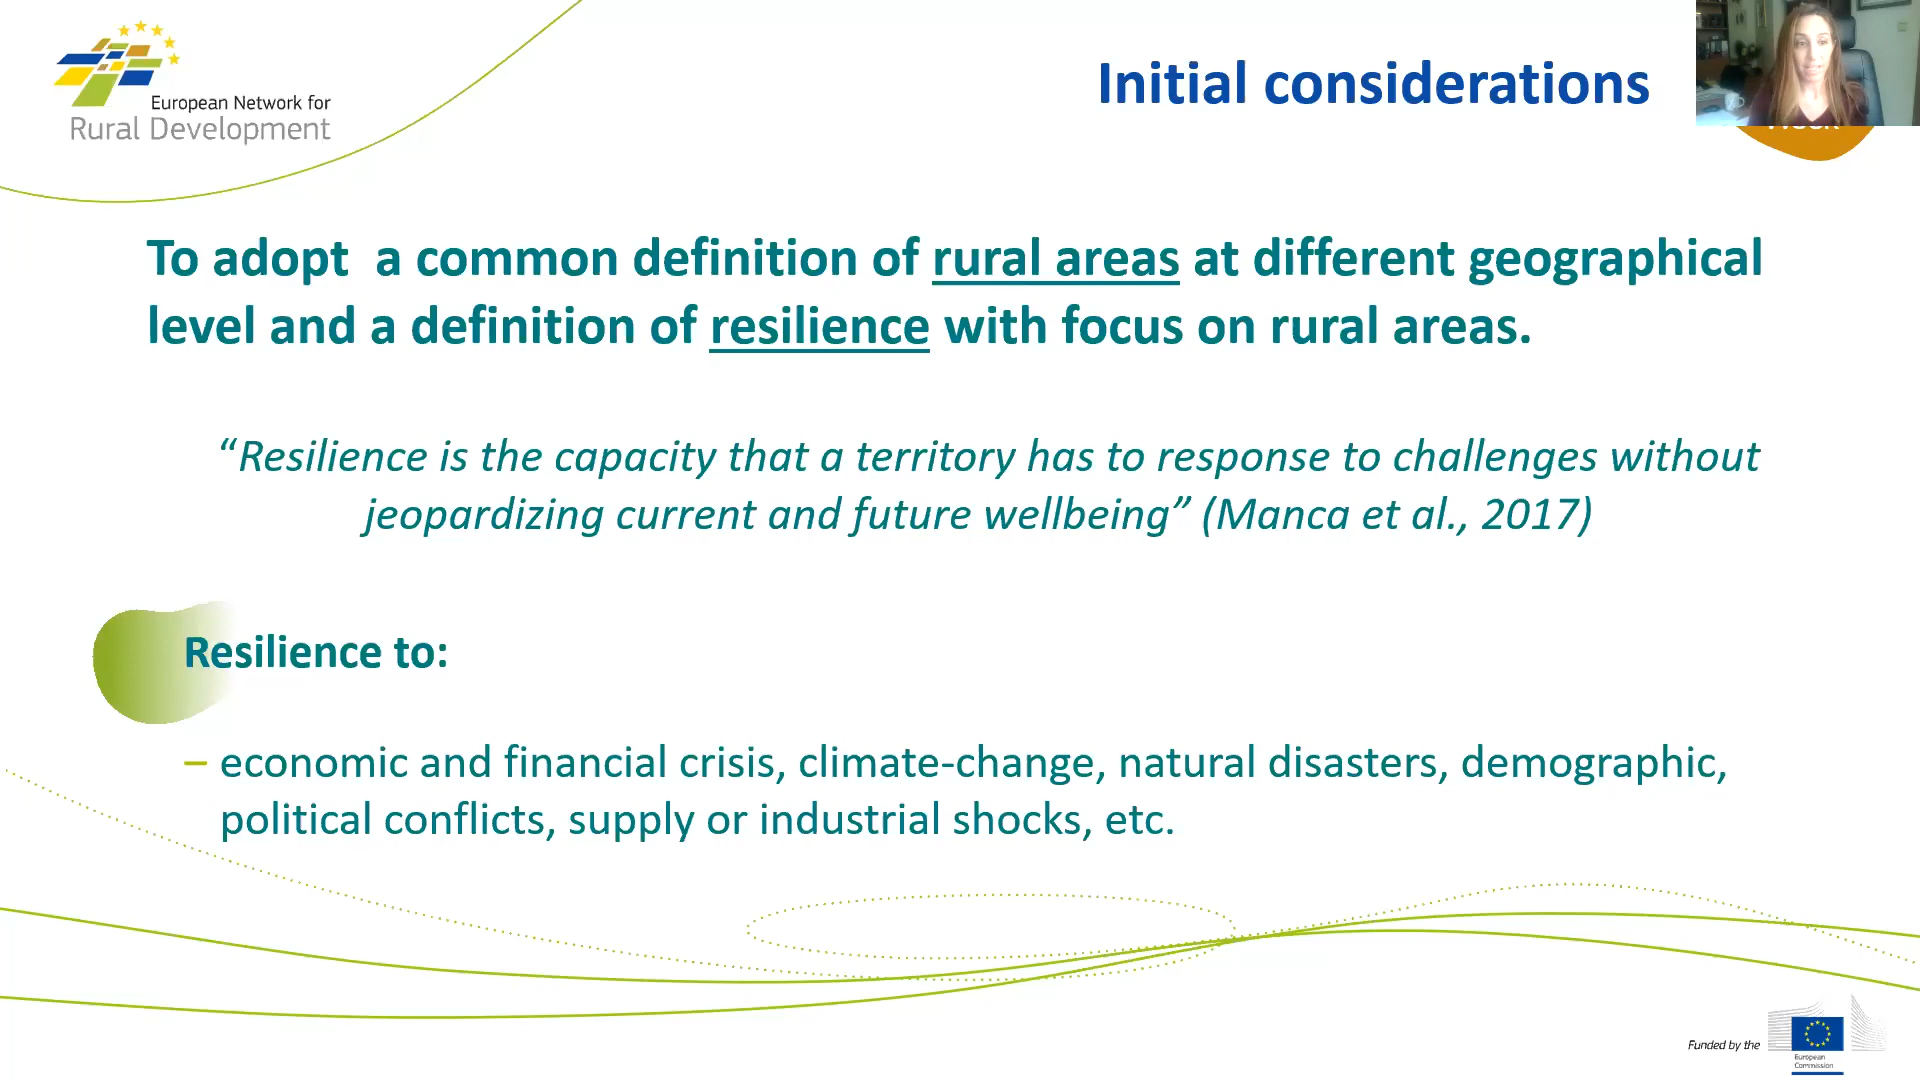 European Network for
Rural Development
Initial considerations
To adopt a common definition of rural areas at different geographical
level and a definition of resilience with focus on rural areas.
“Resilience is the capacity that a territory has to response to challenges without
jeopardizing current and future wellbeing” (Manca et al., 2017)
Resilience to:
– economic and financial crisis, climate-change, natural disasters, demographic,
political conflicts, supply or industrial shocks, etc.
Funded by the
European
Commission